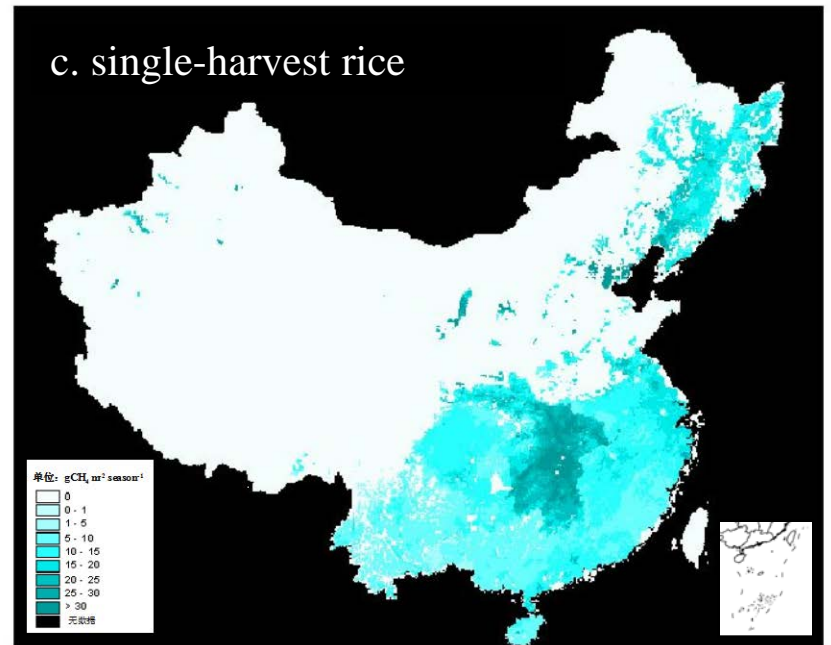 c. single-harvest rice
单位: gCH₄ m⁻² season⁻¹
0
0 - 1
1 - 5
5 - 10
10 - 15
15 - 20
20 - 25
25 - 30
> 30
无数据